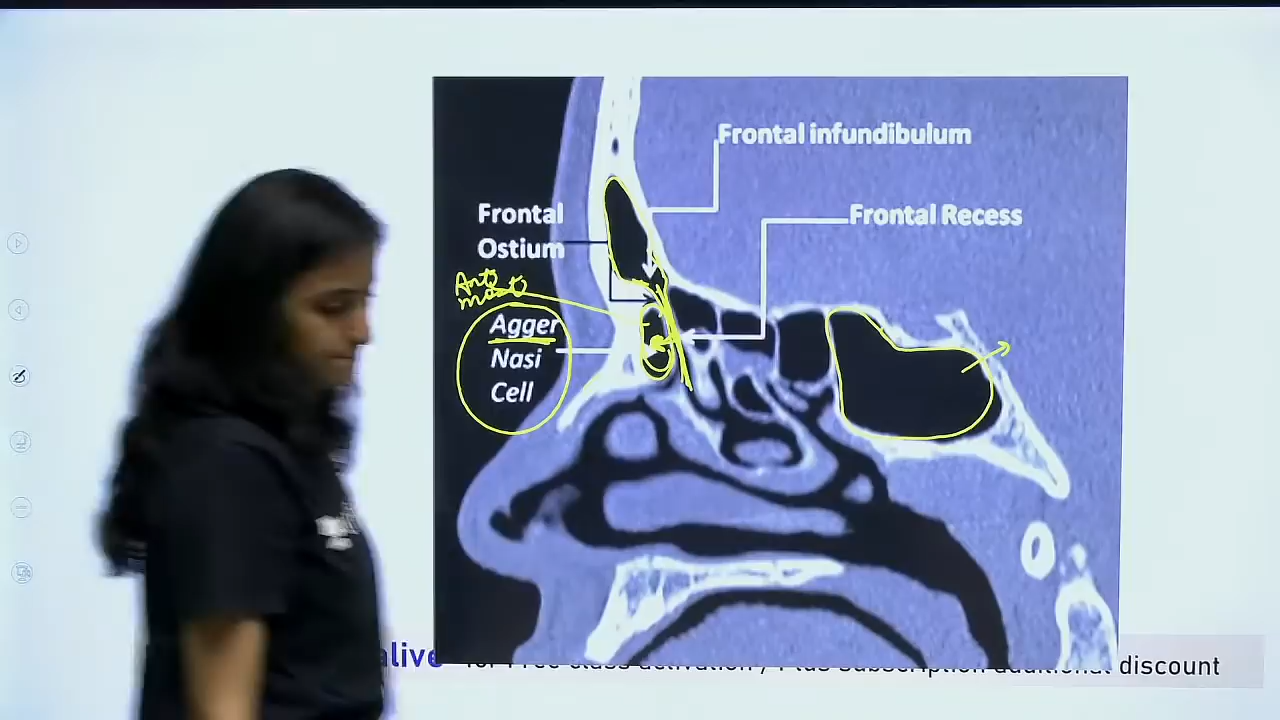 Frontal infundibulum
Frontal
Ostium
Frontal Recess
Agger
Nasi
Cell
alive
discount